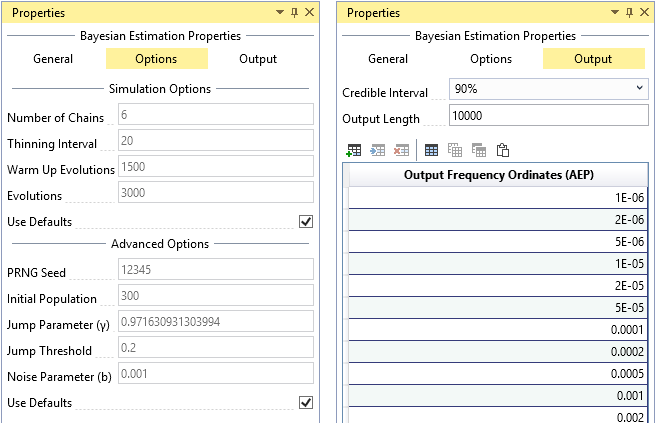 Properties
Bayesian Estimation Properties
General Options Output
Simulation Options
Number of Chains 6
Thinning Interval 20
Warm Up Evolutions 1500
Evolutions 3000
Use Defaults
Advanced Options
PRNG Seed 12345
Initial Population 300
Jump Parameter (γ) 0.971630931303994
Jump Threshold 0.2
Noise Parameter (b) 0.001
Use Defaults
Properties
Bayesian Estimation Properties
General Options Output
Credible Interval 90%
Output Length 10000
Output Frequency Ordinates (AEP)
1E-06
2E-06
5E-06
1E-05
2E-05
5E-05
0.0001
0.0002
0.0005
0.001
0.002